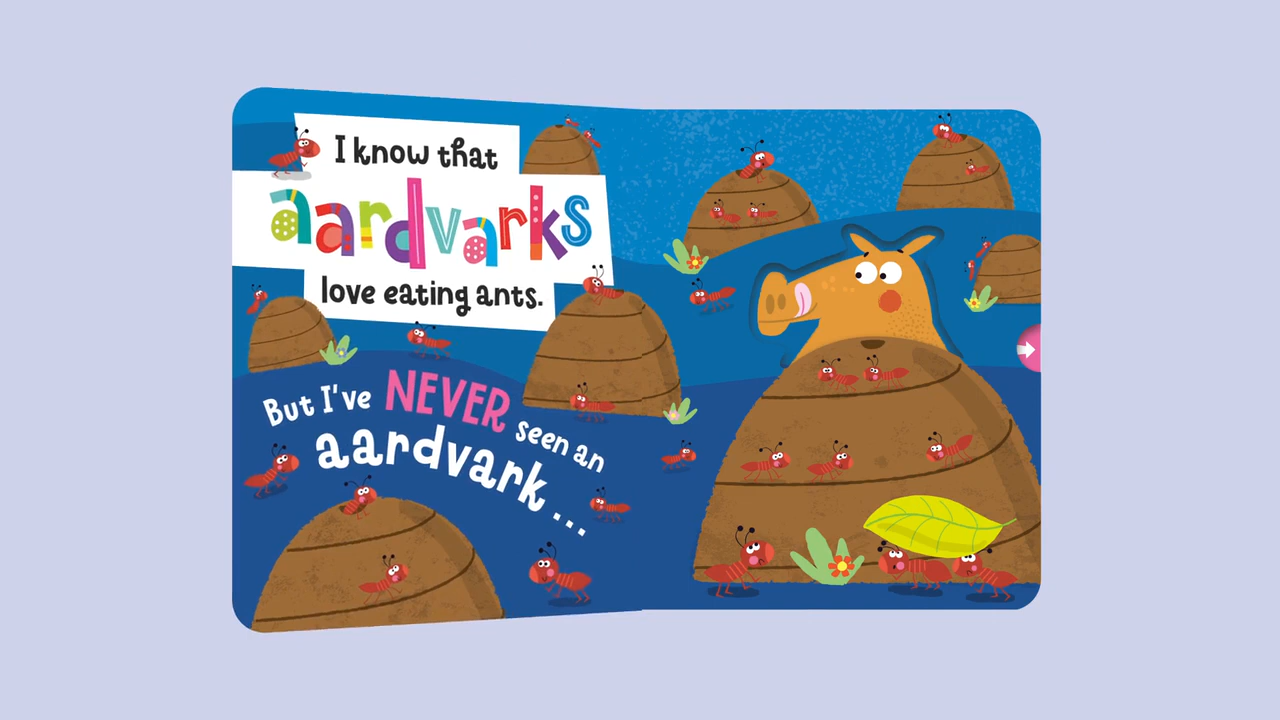 I know that
aardvarks
love eating ants.
But I've NEVER seen an
aardvark...